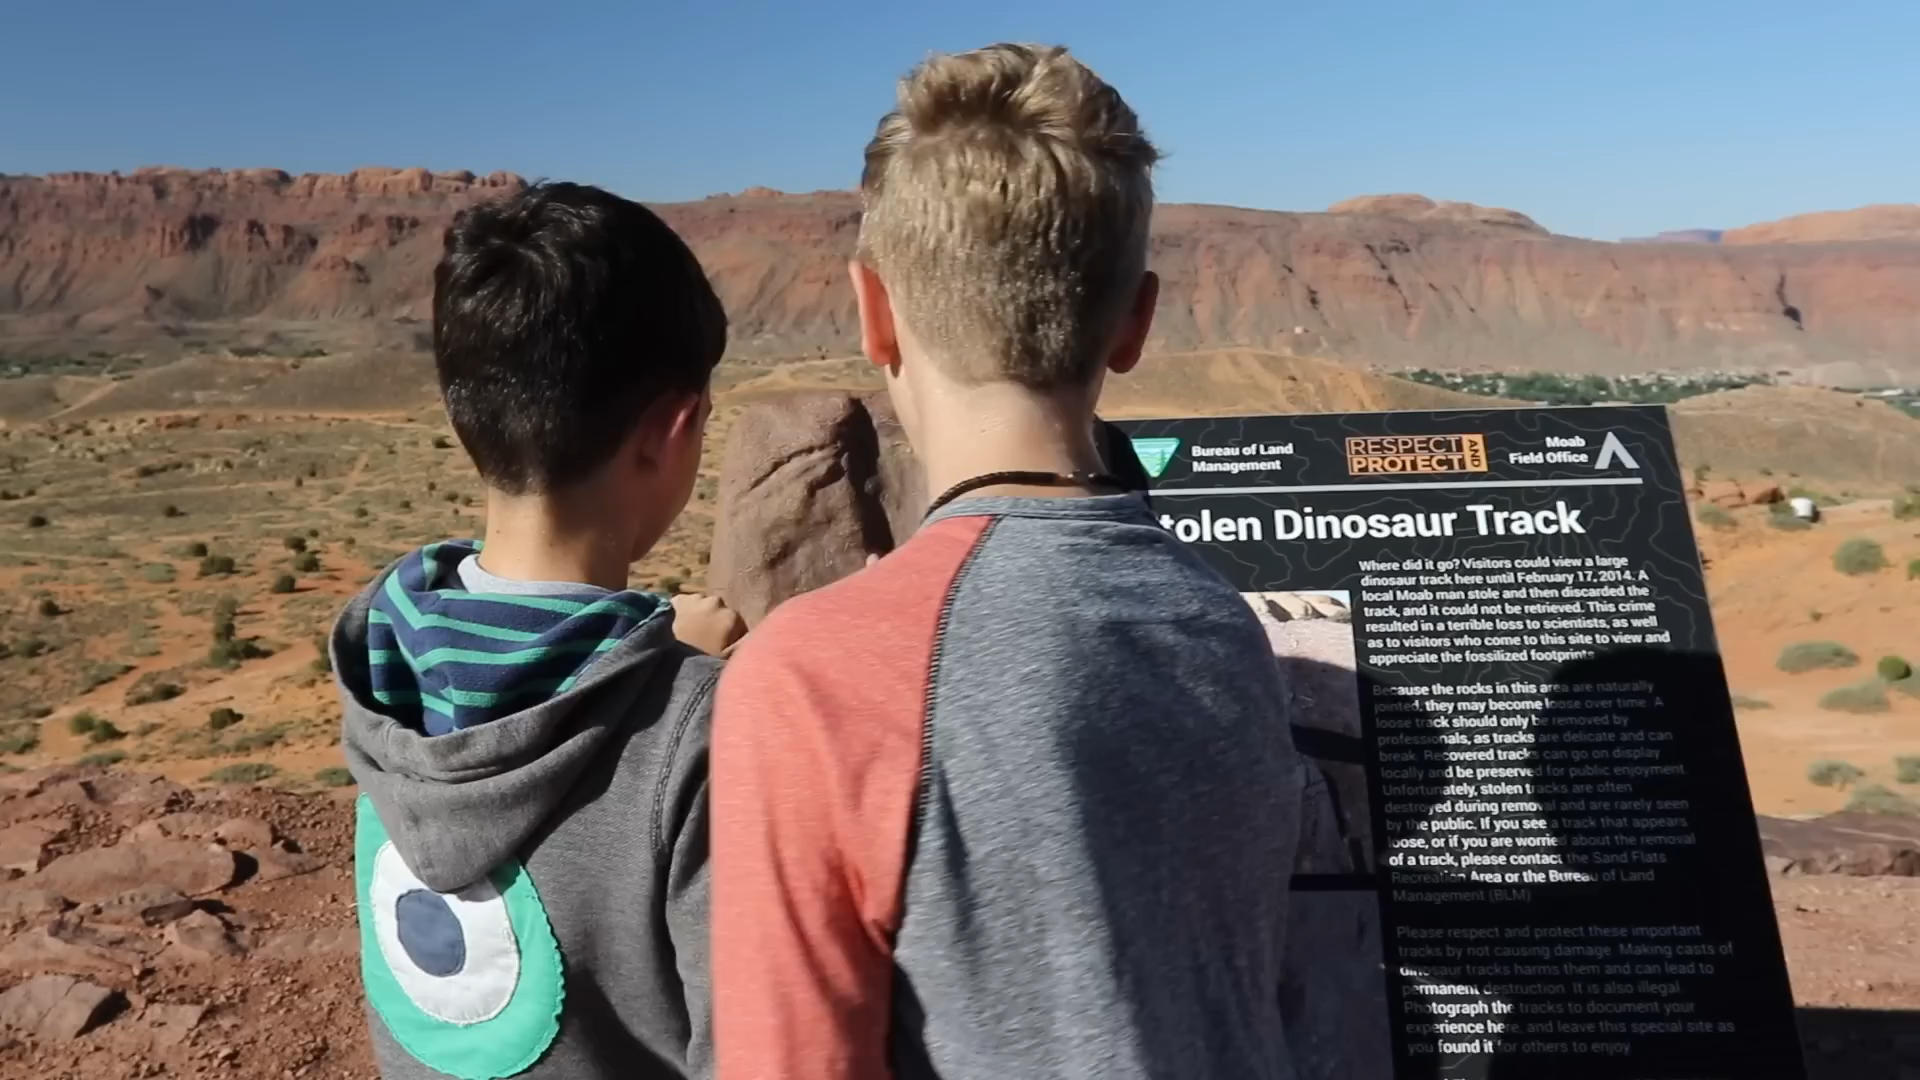 Bureau of Land
Management
RESPECT
AND
PROTECT
Moab
Field Office
tolen Dinosaur Track
Where did it go? Visitors could view a large
dinosaur track here until February 17, 2014. A
local Moab man stole and then discarded the
track, and it could not be retrieved. This crime
resulted in a terrible loss to scientists, as well
as to visitors who come to this site to view and
appreciate the fossilized footprints
Because the rocks in this area are naturally
jointed, they may become loose over time. A
loose track should only be removed by
professionals, as tracks are delicate and can
break. Recovered tracks can go on display
locally and be preserved for public enjoyment.
Unfortunately, stolen tracks are often
destroyed during removal and are rarely seen
by the public. If you see a track that appears
loose, or if you are worried about the removal
of a track, please contact the Sand Flats
Recreation Area or the Bureau of Land
Management (BLM)
Please respect and protect these important
tracks by not causing damage. Making casts of
dinosaur tracks harms them and can lead to
permanent destruction. It is also illegal.
Photograph the tracks to document your
experience here, and leave this special site as
you found it for others to enjoy